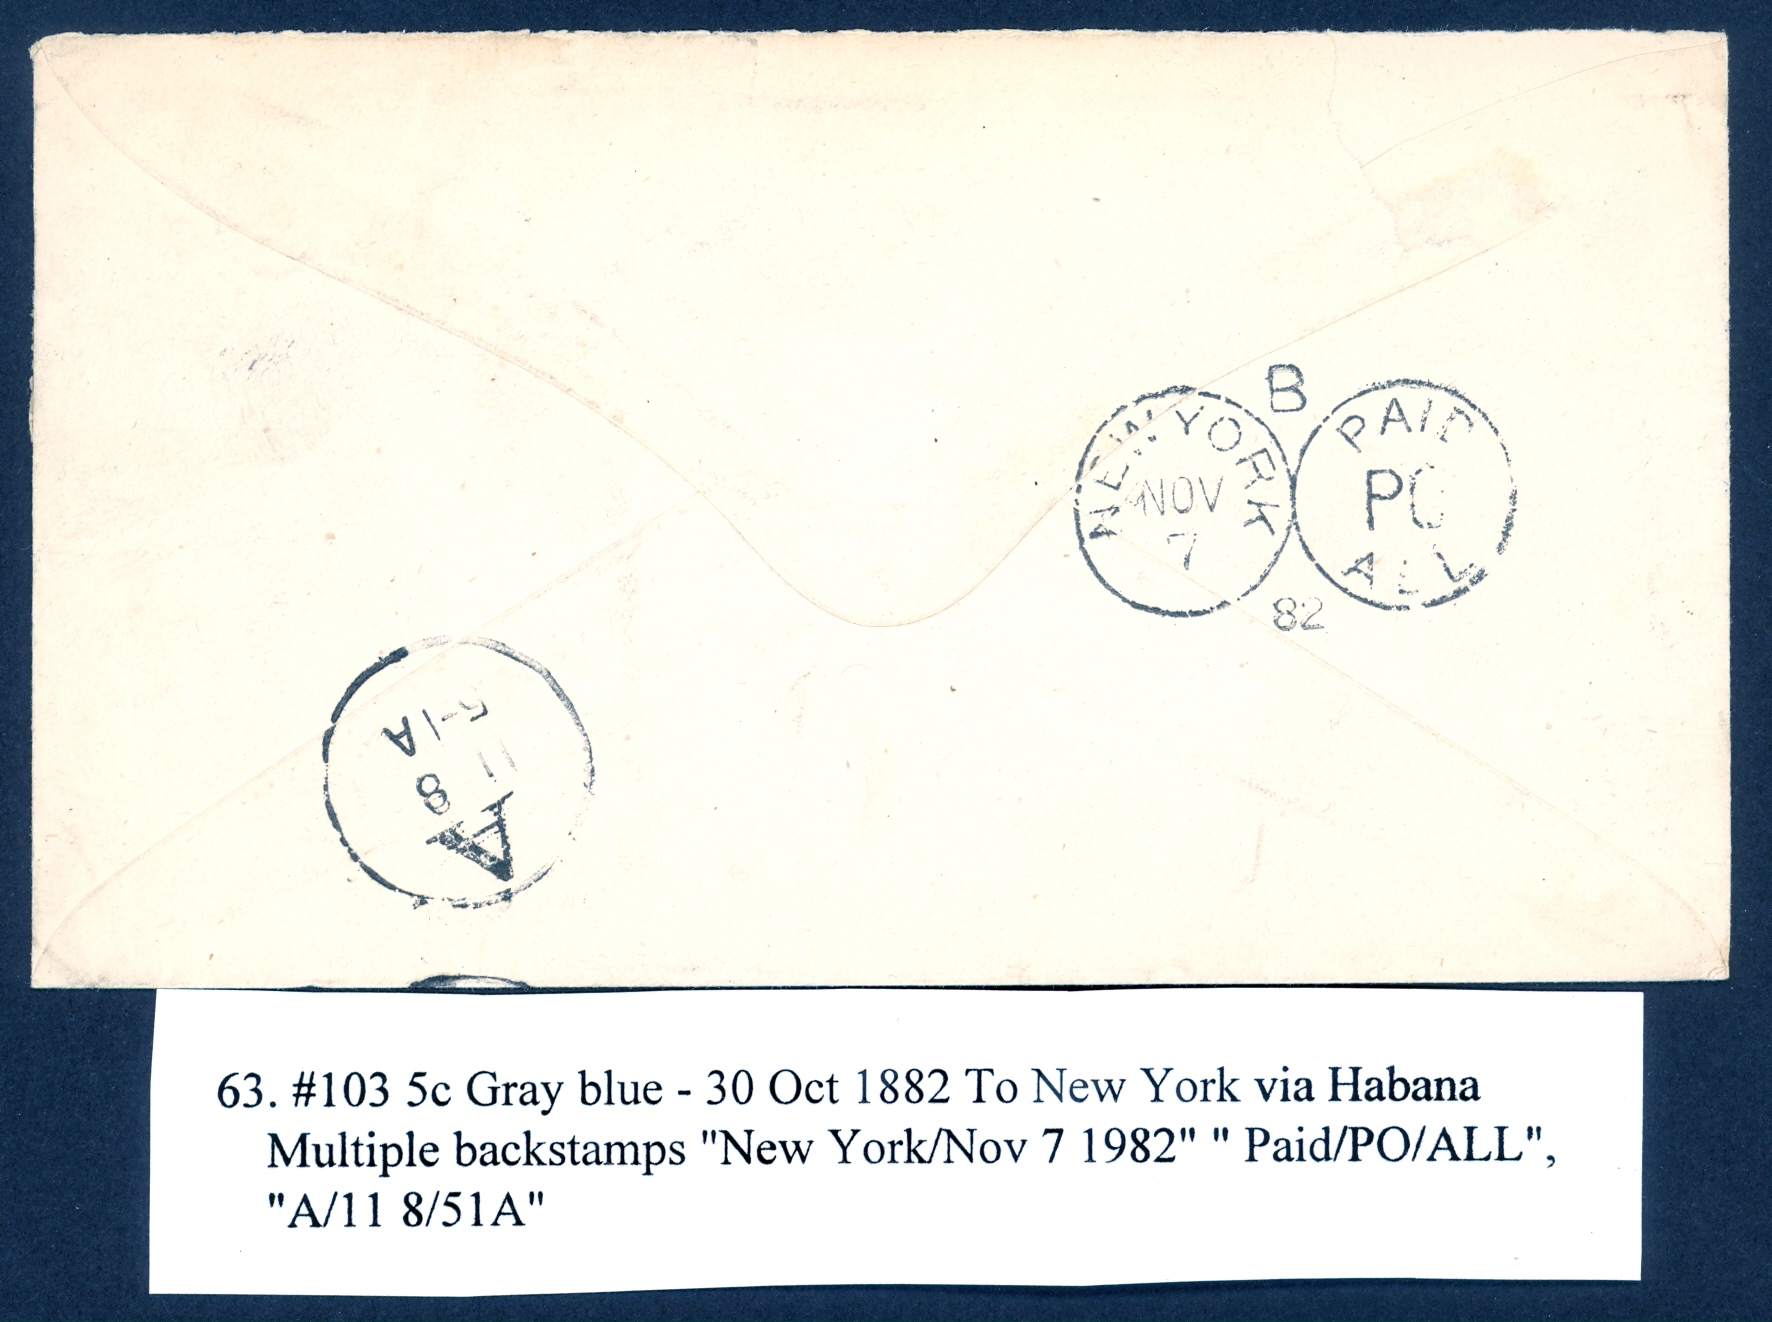 B
NEW YORK
NOV
7
PAID
PO
ALL
82
A
11 8
5-1A
63. #103 5c Gray blue - 30 Oct 1882 To New York via Habana
Multiple backstamps "New York/Nov 7 1982" " Paid/PO/ALL",
"A/11 8/51A"